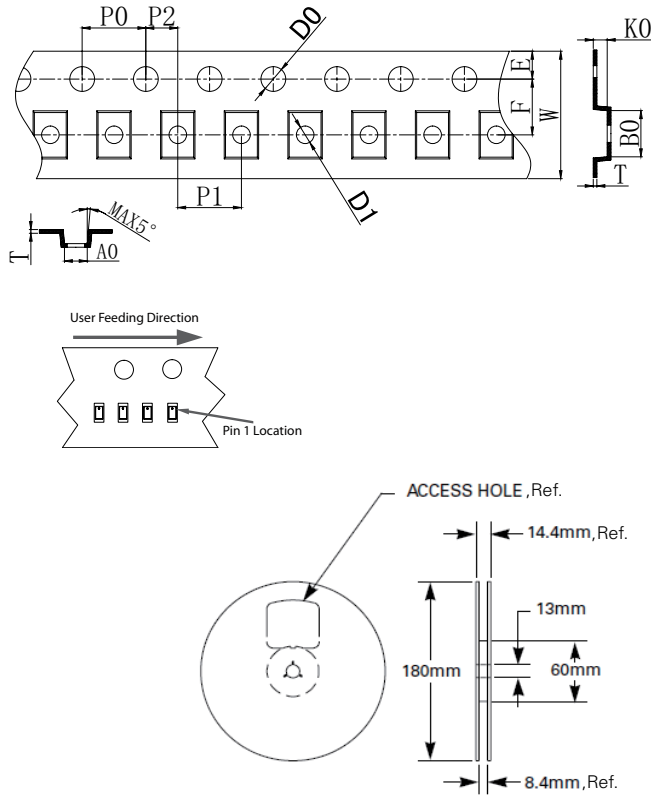 P0 P2 D0 E K0
F W B0
P1 D1 T
MAX5°
T A0
User Feeding Direction
Pin 1 Location
ACCESS HOLE, Ref.
14.4mm, Ref.
13mm
180mm 60mm
8.4mm, Ref.